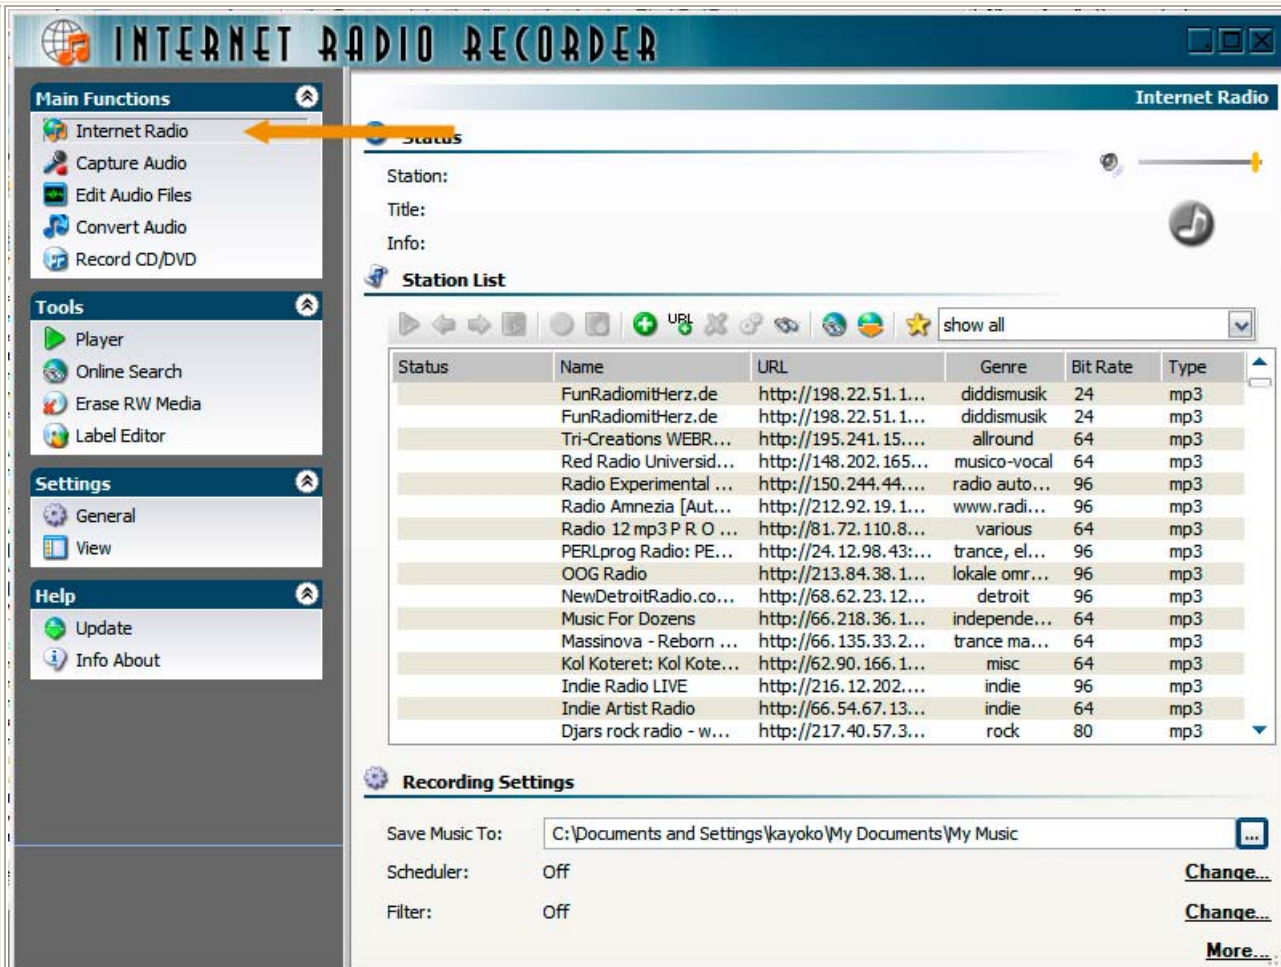 INTERNET RADIO RECORDER
Main Functions
Internet Radio
Capture Audio
Edit Audio Files
Convert Audio
Record CD/DVD
Tools
Player
Online Search
Erase RW Media
Label Editor
Settings
General
View
Help
Update
Info About
Internet Radio
Status
Station:
Title:
Info:
Station List
URL
show all
Status Name URL Genre Bit Rate Type
FunRadiomitHerz.de http://198.22.51.1... diddismusik 24 mp3
FunRadiomitHerz.de http://198.22.51.1... diddismusik 24 mp3
Tri-Creations WEBR... http://195.241.15.... allround 64 mp3
Red Radio Universid... http://148.202.165... musico-vocal 64 mp3
Radio Experimental ... http://150.244.44.... radio auto... 96 mp3
Radio Amnezia [Aut... http://212.92.19.1... www.radi... 96 mp3
Radio 12 mp3 P R O ... http://81.72.110.8... various 64 mp3
PERLprog Radio: PE... http://24.12.98.43:... trance, el... 96 mp3
OOG Radio http://213.84.38.1... lokale omr... 96 mp3
NewDetroitRadio.co... http://68.62.23.12... detroit 96 mp3
Music For Dozens http://66.218.36.1... independe... 64 mp3
Massinova - Reborn ... http://66.135.33.2... trance ma... 64 mp3
Kol Koteret: Kol Kote... http://62.90.166.1... misc 64 mp3
Indie Radio LIVE http://216.12.202.... indie 96 mp3
Indie Artist Radio http://66.54.67.13... indie 64 mp3
Djars rock radio - w... http://217.40.57.3... rock 80 mp3
Recording Settings
Save Music To: C:\Documents and Settings\kayoko\My Documents\My Music ...
Scheduler: Off Change...
Filter: Off Change...
More...